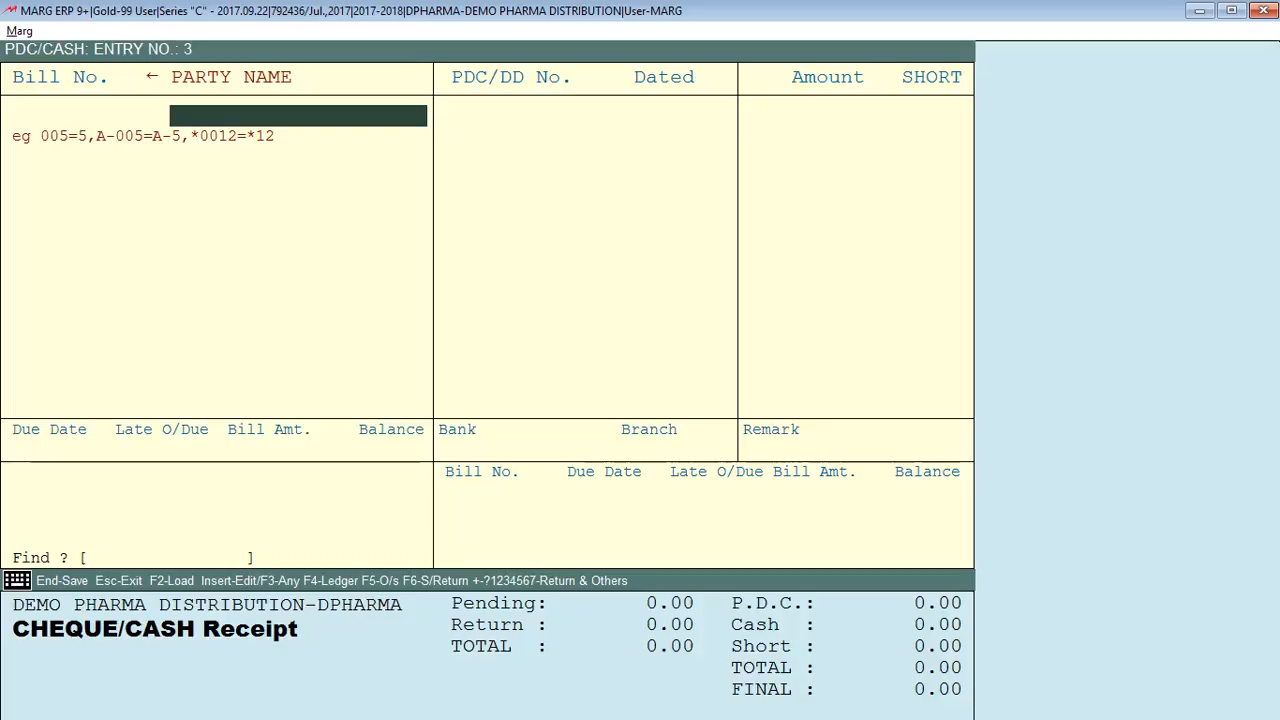 MARG ERP 9+|Gold-99 User|Series "C" - 2017.09.22|792436/Jul.,2017|2017-2018|DPHARMA-DEMO PHARMA DISTRIBUTION|User-MARG
Marg
PDC/CASH: ENTRY NO.: 3
Bill No. ← PARTY NAME PDC/DD No. Dated Amount SHORT
eg 005=5,A-005=A-5,*0012=*12
Due Date Late O/Due Bill Amt. Balance Bank Branch Remark
Bill No. Due Date Late O/Due Bill Amt. Balance
Find ? [ ]
End-Save Esc-Exit F2-Load Insert-Edit/F3-Any F4-Ledger F5-O/s F6-S/Return +-?1234567-Return & Others
DEMO PHARMA DISTRIBUTION-DPHARMA Pending: 0.00 P.D.C.: 0.00
CHEQUE/CASH Receipt Return : 0.00 Cash : 0.00
TOTAL : 0.00 Short : 0.00
TOTAL : 0.00
FINAL : 0.00